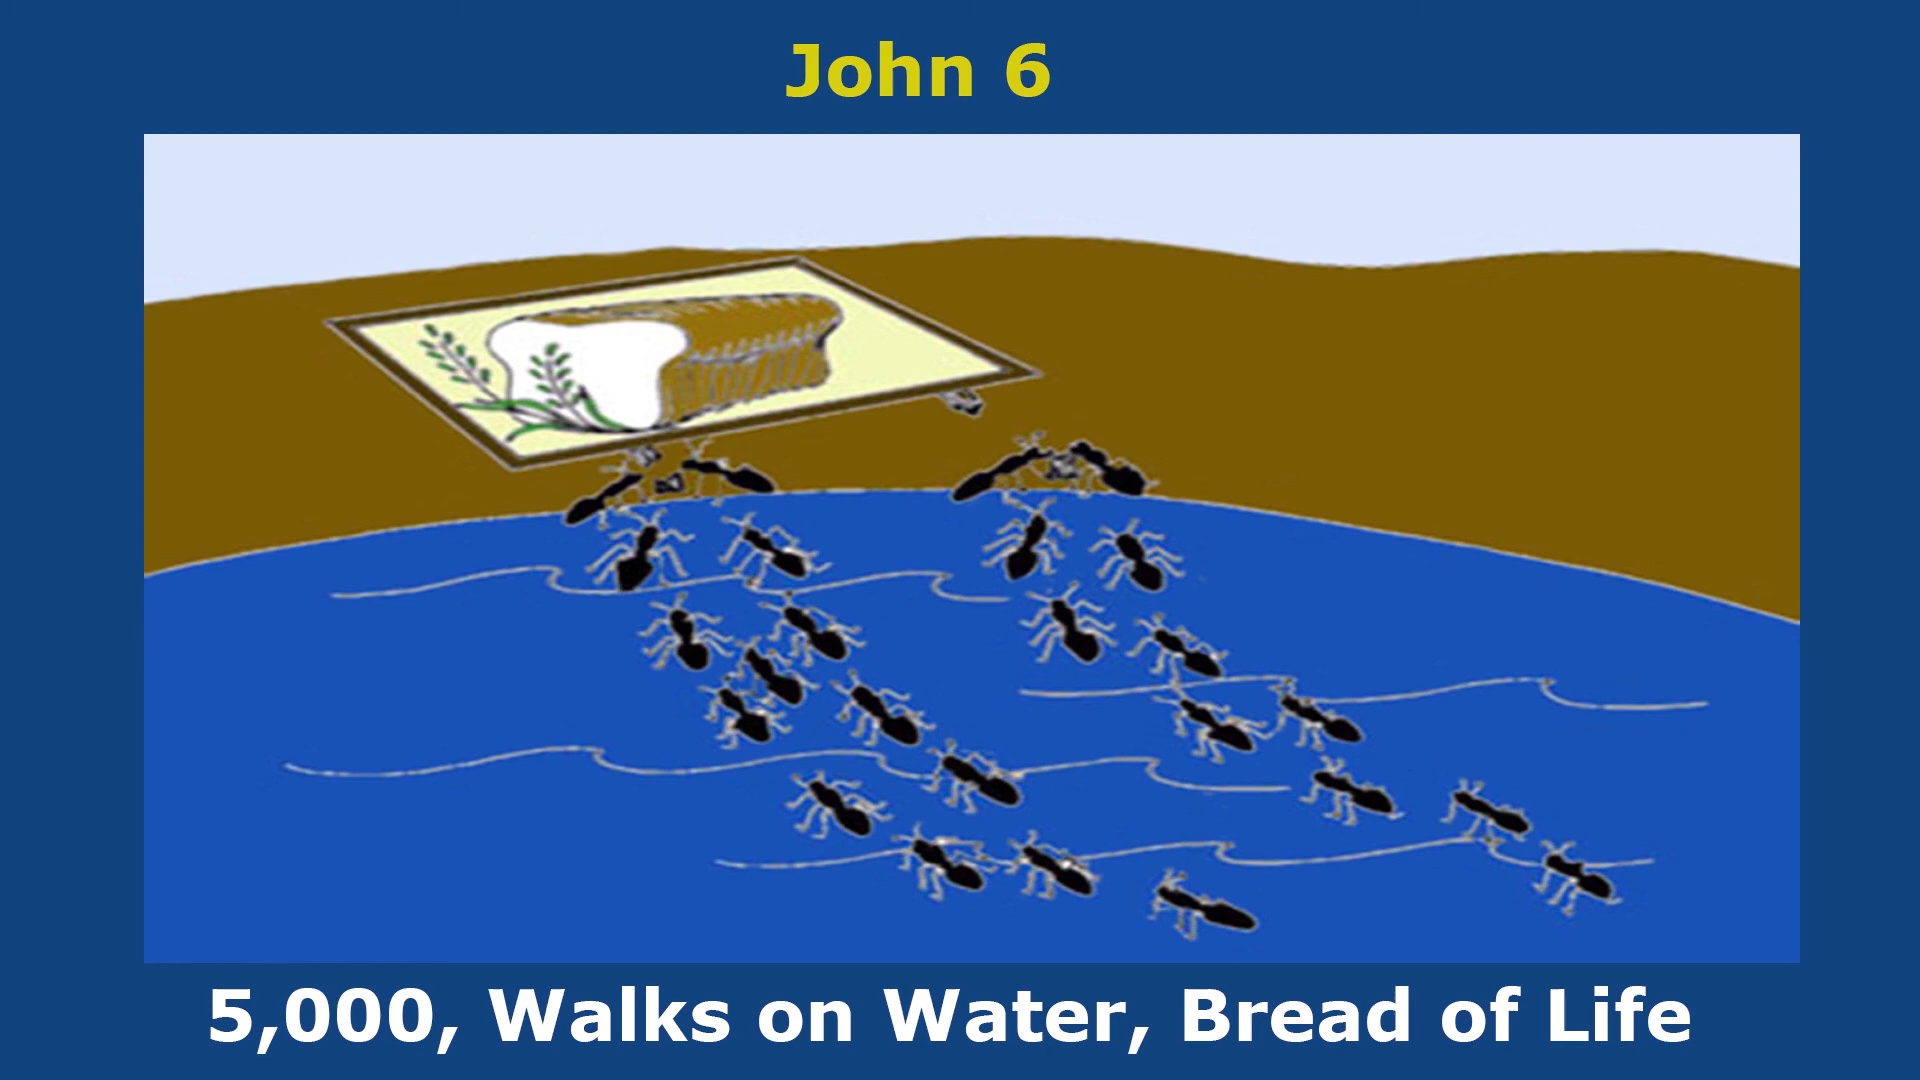 John 6
5,000, Walks on Water, Bread of Life